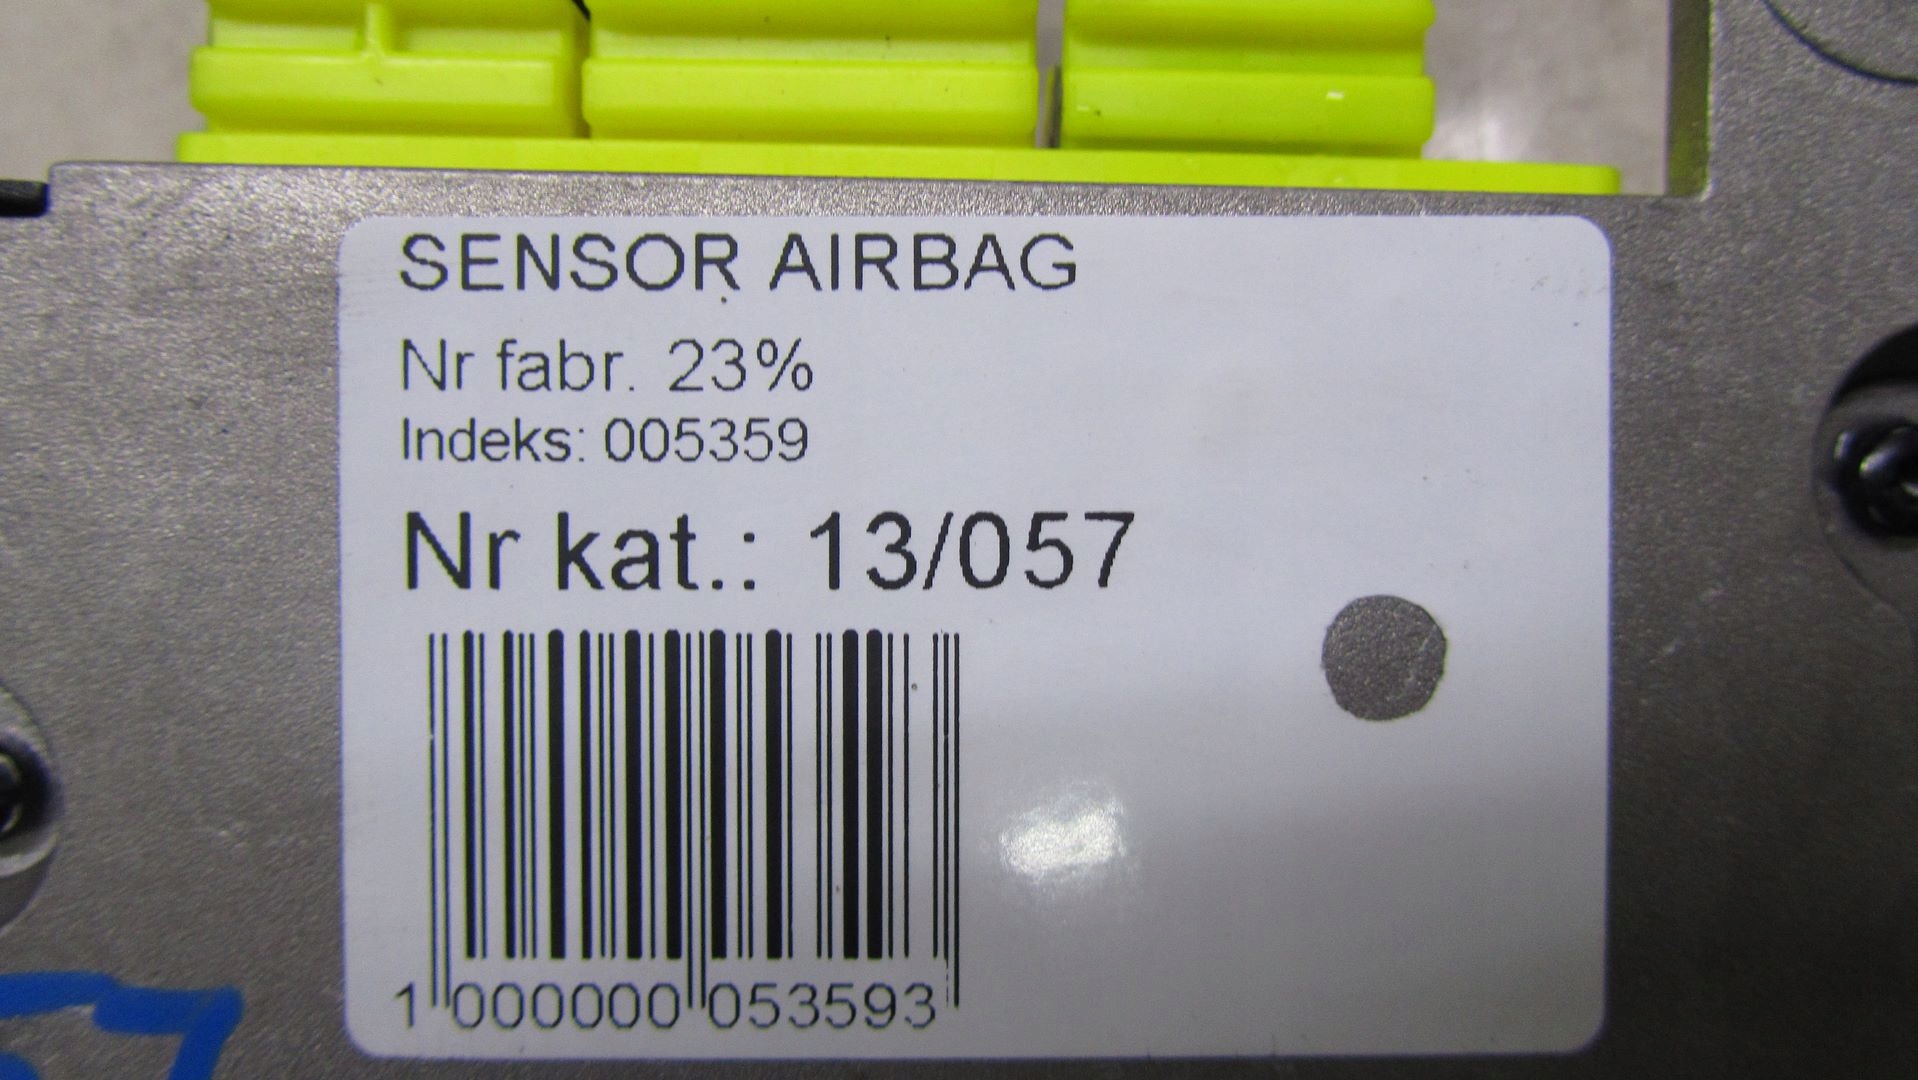 SENSOR AIRBAG
Nr fabr. 23%
Indeks: 005359
Nr kat.: 13/057
1 000000 053593